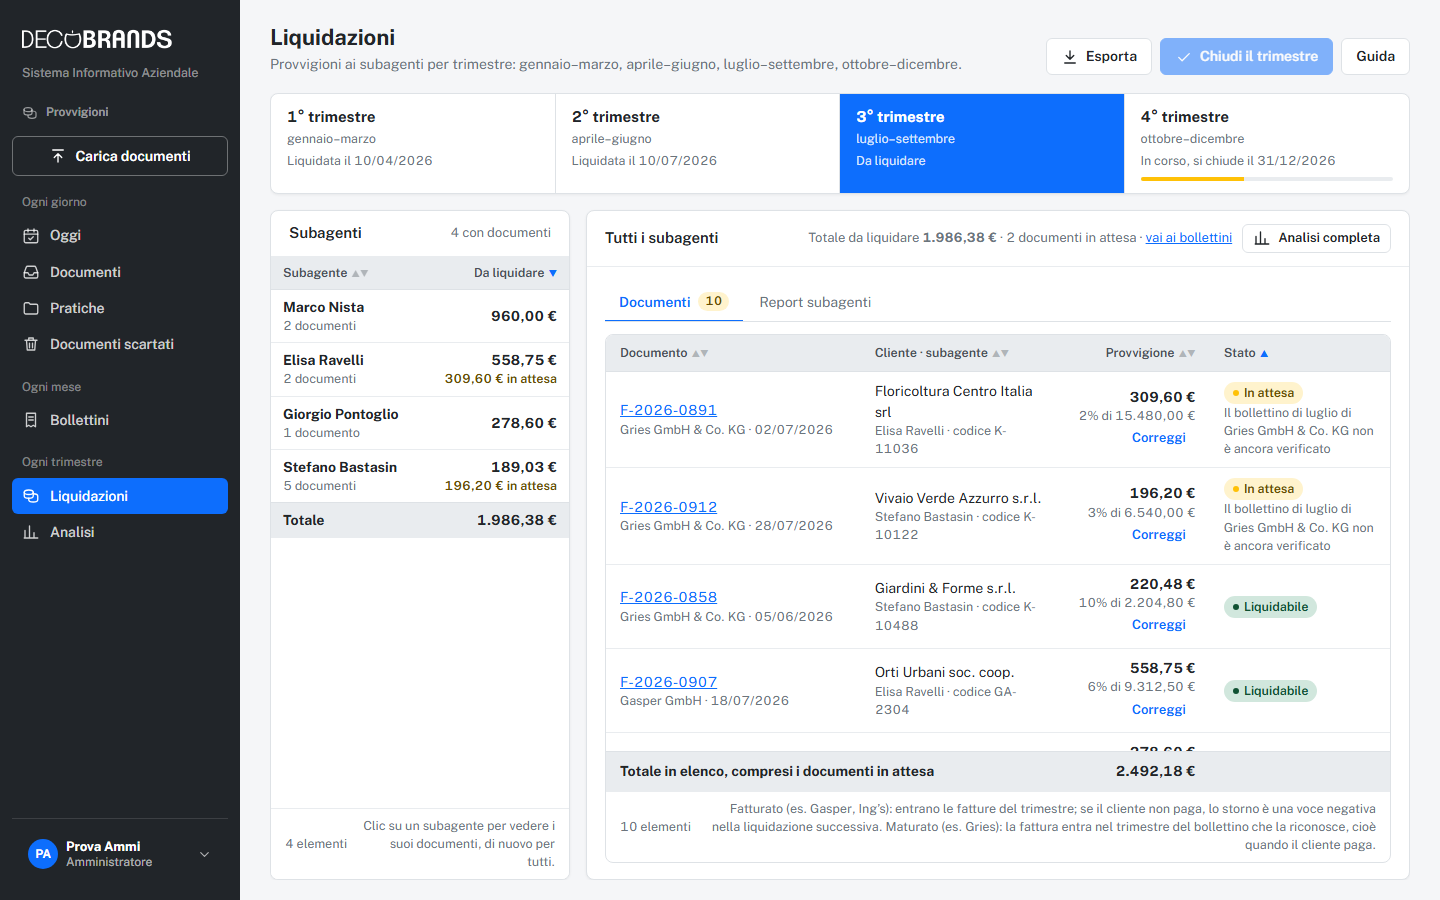 DECOBRANDS
Sistema Informativo Aziendale
Provvigioni
Carica documenti
Ogni giorno
Oggi
Documenti
Pratiche
Documenti scartati
Ogni mese
Bollettini
Ogni trimestre
Liquidazioni
Analisi
PA
Prova Ammi
Amministratore
Liquidazioni
Provvigioni ai subagenti per trimestre: gennaio–marzo, aprile–giugno, luglio–settembre, ottobre–dicembre.
Esporta
Chiudi il trimestre
Guida
1° trimestre
gennaio–marzo
Liquidata il 10/04/2026
2° trimestre
aprile–giugno
Liquidata il 10/07/2026
3° trimestre
luglio–settembre
Da liquidare
4° trimestre
ottobre–dicembre
In corso, si chiude il 31/12/2026
Subagenti
4 con documenti
Subagente ▲▼
Da liquidare ▼
Marco Nista
2 documenti
960,00 €
Elisa Ravelli
2 documenti
558,75 €
309,60 € in attesa
Giorgio Pontoglio
1 documento
278,60 €
Stefano Bastasin
5 documenti
189,03 €
196,20 € in attesa
Totale
1.986,38 €
4 elementi
Clic su un subagente per vedere i
suoi documenti, di nuovo per
tutti.
Tutti i subagenti
Totale da liquidare 1.986,38 € · 2 documenti in attesa · vai ai bollettini
Analisi completa
Documenti 10
Report subagenti
Documento ▲▼
Cliente · subagente ▲▼
Provvigione ▲▼
Stato ▲
F-2026-0891
Gries GmbH & Co. KG · 02/07/2026
Floricoltura Centro Italia
srl
Elisa Ravelli · codice K-
11036
309,60 €
2% di 15.480,00 €
Correggi
In attesa
Il bollettino di luglio di
Gries GmbH & Co. KG non
è ancora verificato
F-2026-0912
Gries GmbH & Co. KG · 28/07/2026
Vivaio Verde Azzurro s.r.l.
Stefano Bastasin · codice K-
10122
196,20 €
3% di 6.540,00 €
Correggi
In attesa
Il bollettino di luglio di
Gries GmbH & Co. KG non
è ancora verificato
F-2026-0858
Gries GmbH & Co. KG · 05/06/2026
Giardini & Forme s.r.l.
Stefano Bastasin · codice K-
10488
220,48 €
10% di 2.204,80 €
Correggi
Liquidabile
F-2026-0907
Gasper GmbH · 18/07/2026
Orti Urbani soc. coop.
Elisa Ravelli · codice GA-
2304
558,75 €
6% di 9.312,50 €
Correggi
Liquidabile
278,60 €
Totale in elenco, compresi i documenti in attesa
2.492,18 €
10 elementi
Fatturato (es. Gasper, Ing's): entrano le fatture del trimestre; se il cliente non paga, lo storno è una voce negativa
nella liquidazione successiva. Maturato (es. Gries): la fattura entra nel trimestre del bollettino che la riconosce, cioè
quando il cliente paga.